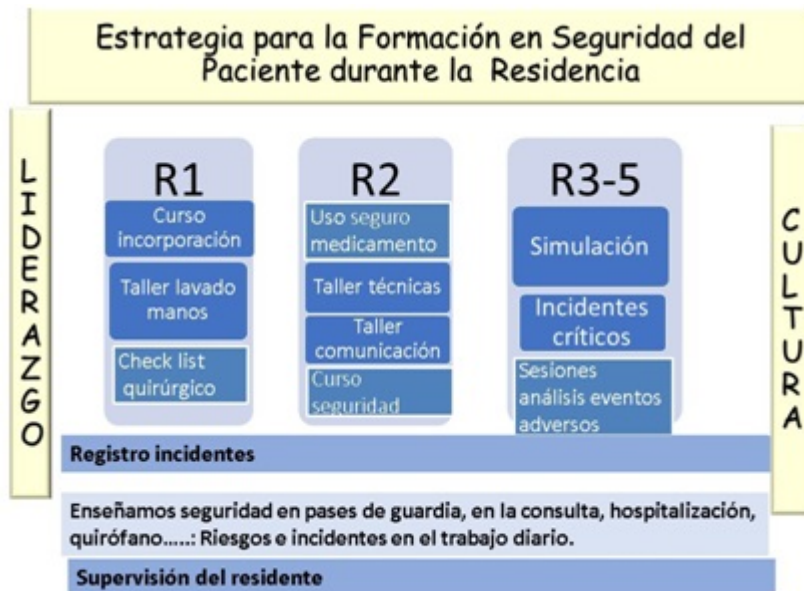 Estrategia para la Formación en Seguridad del
Paciente durante la Residencia
LIDERAZGO
R1
Curso
incorporación
Taller lavado
manos
Check list
quirúrgico
R2
Uso seguro
medicamento
Taller técnicas
Taller
comunicación
Curso
seguridad
R3-5
Simulación
Incidentes
críticos
Sesiones
análisis eventos
adversos
CULTURA
Registro incidentes
Enseñamos seguridad en pases de guardia, en la consulta, hospitalización,
quirófano.....: Riesgos e incidentes en el trabajo diario.
Supervisión del residente